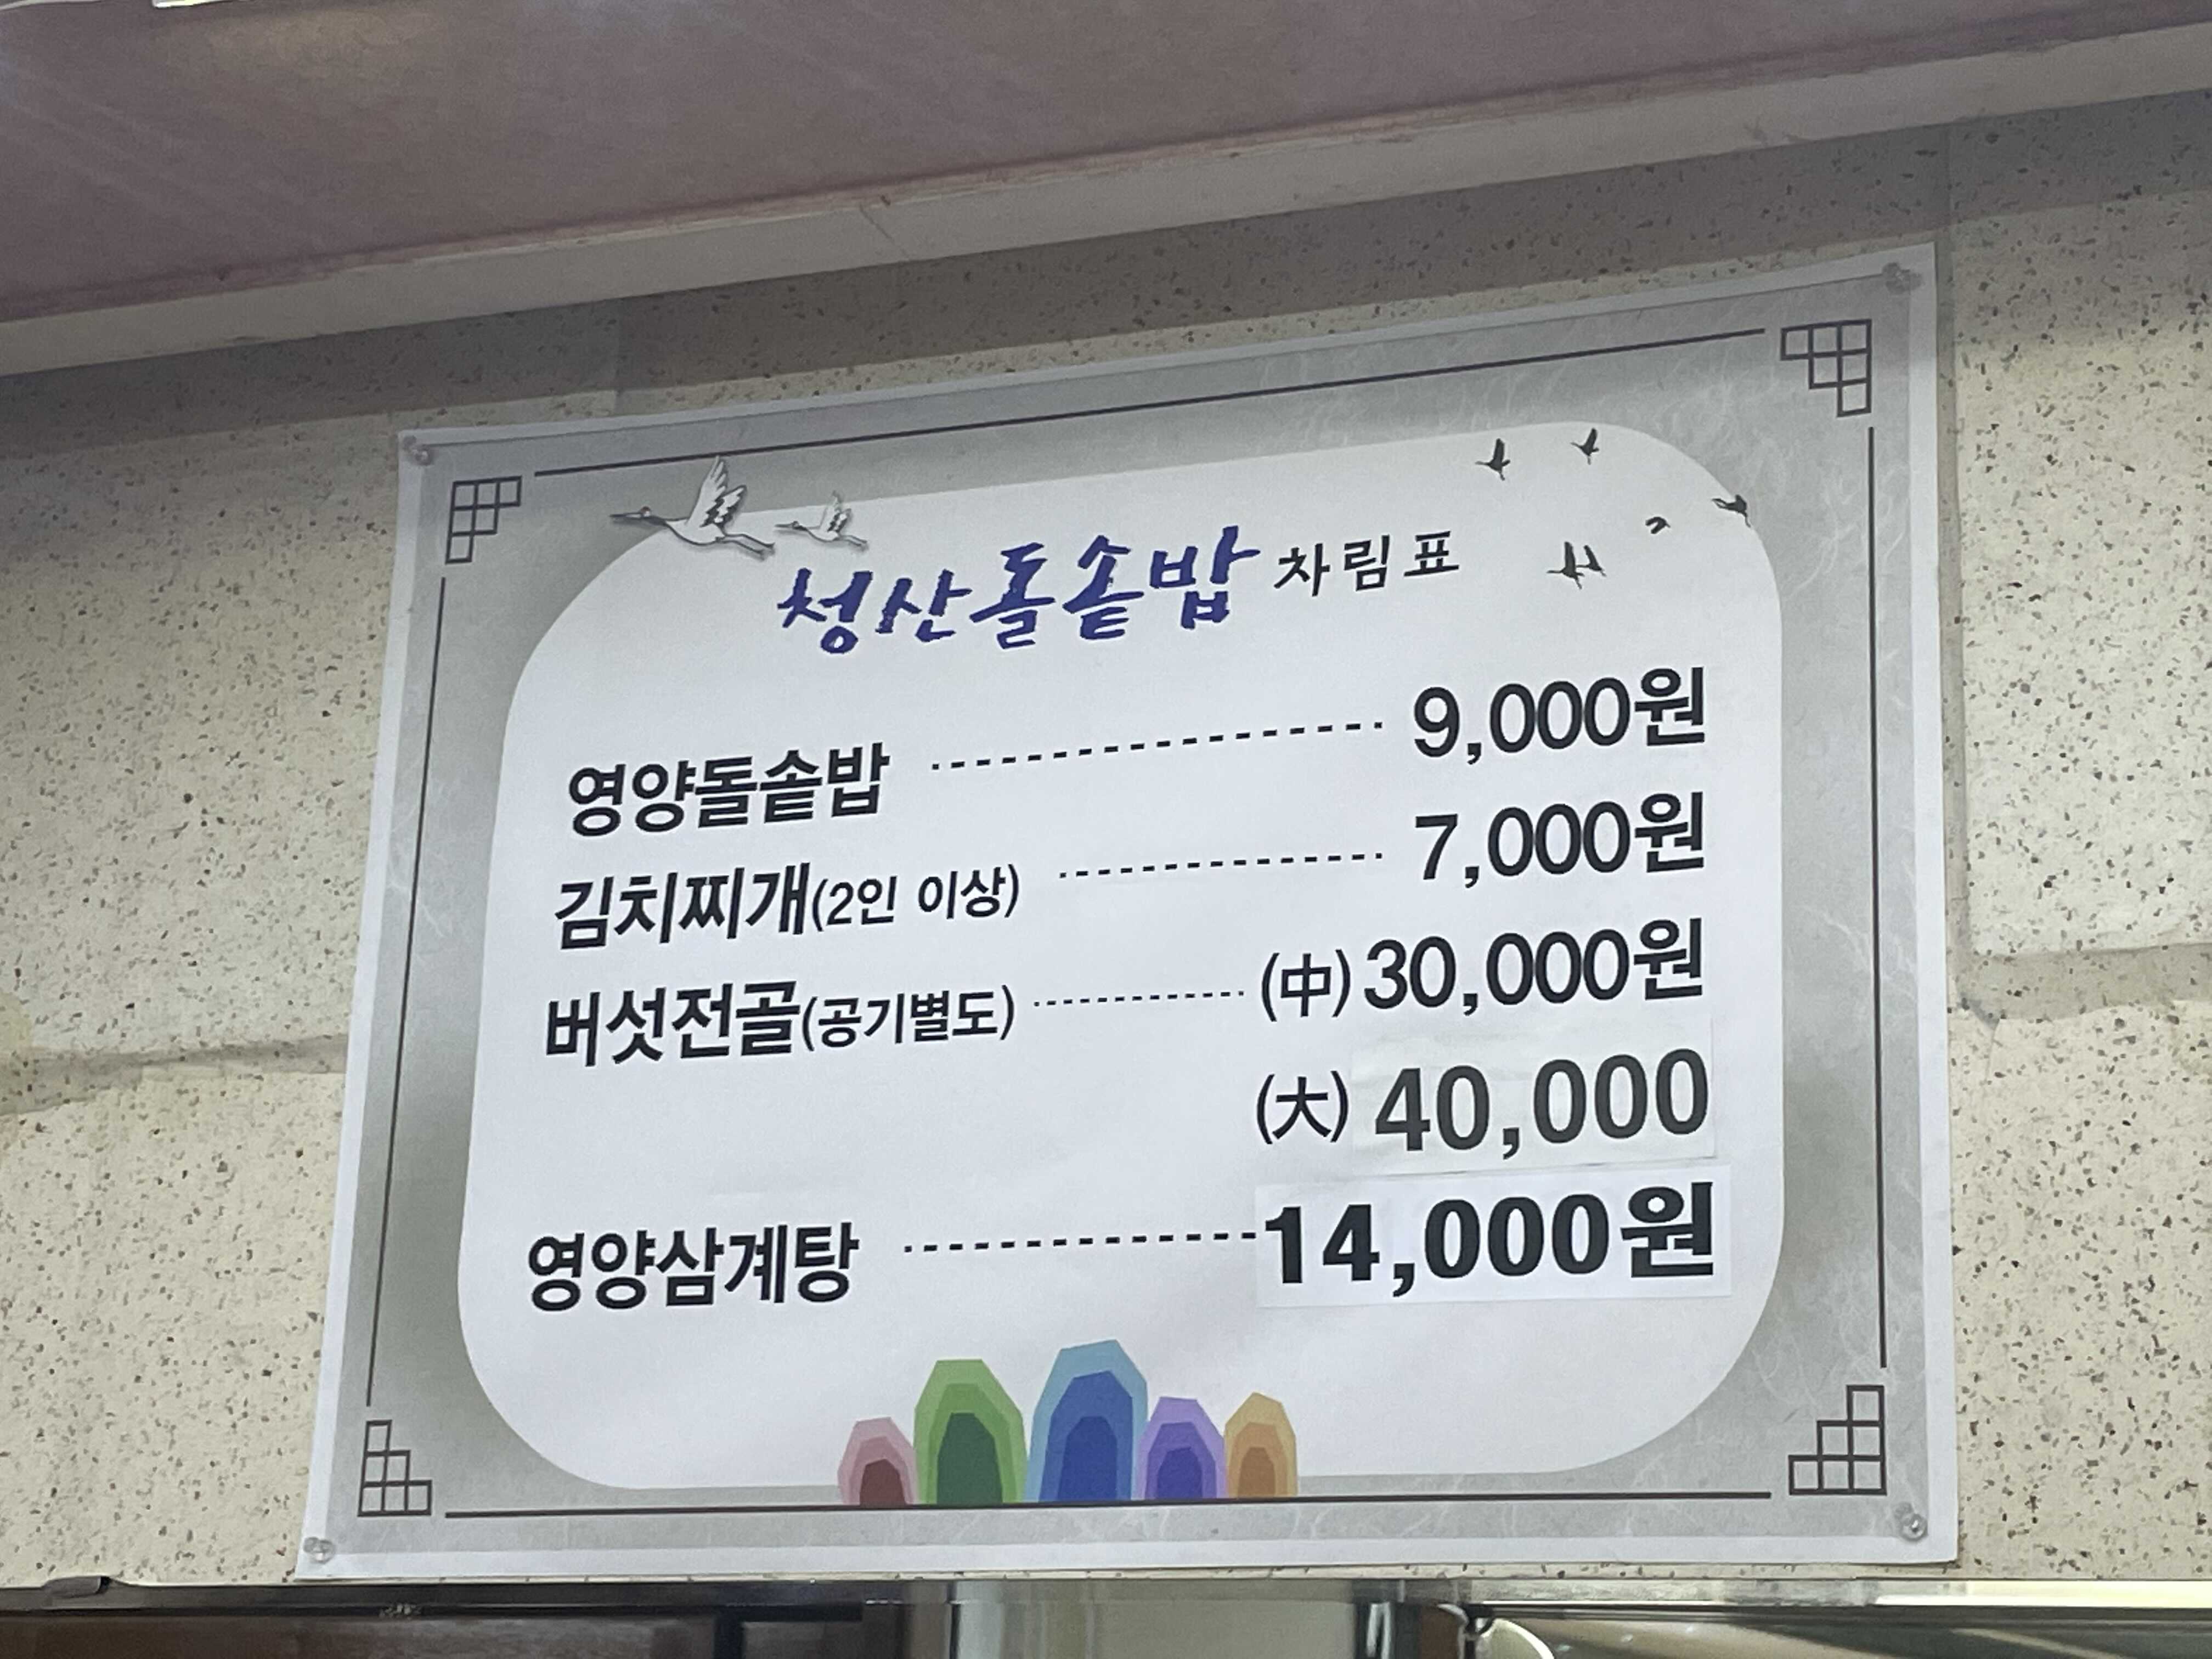 청산돌솥밥 차림표
영양돌솥밥 9,000원
김치찌개(2인 이상) 7,000원
버섯전골(공기별도) (中)30,000원
(大) 40,000
영양삼계탕 14,000원